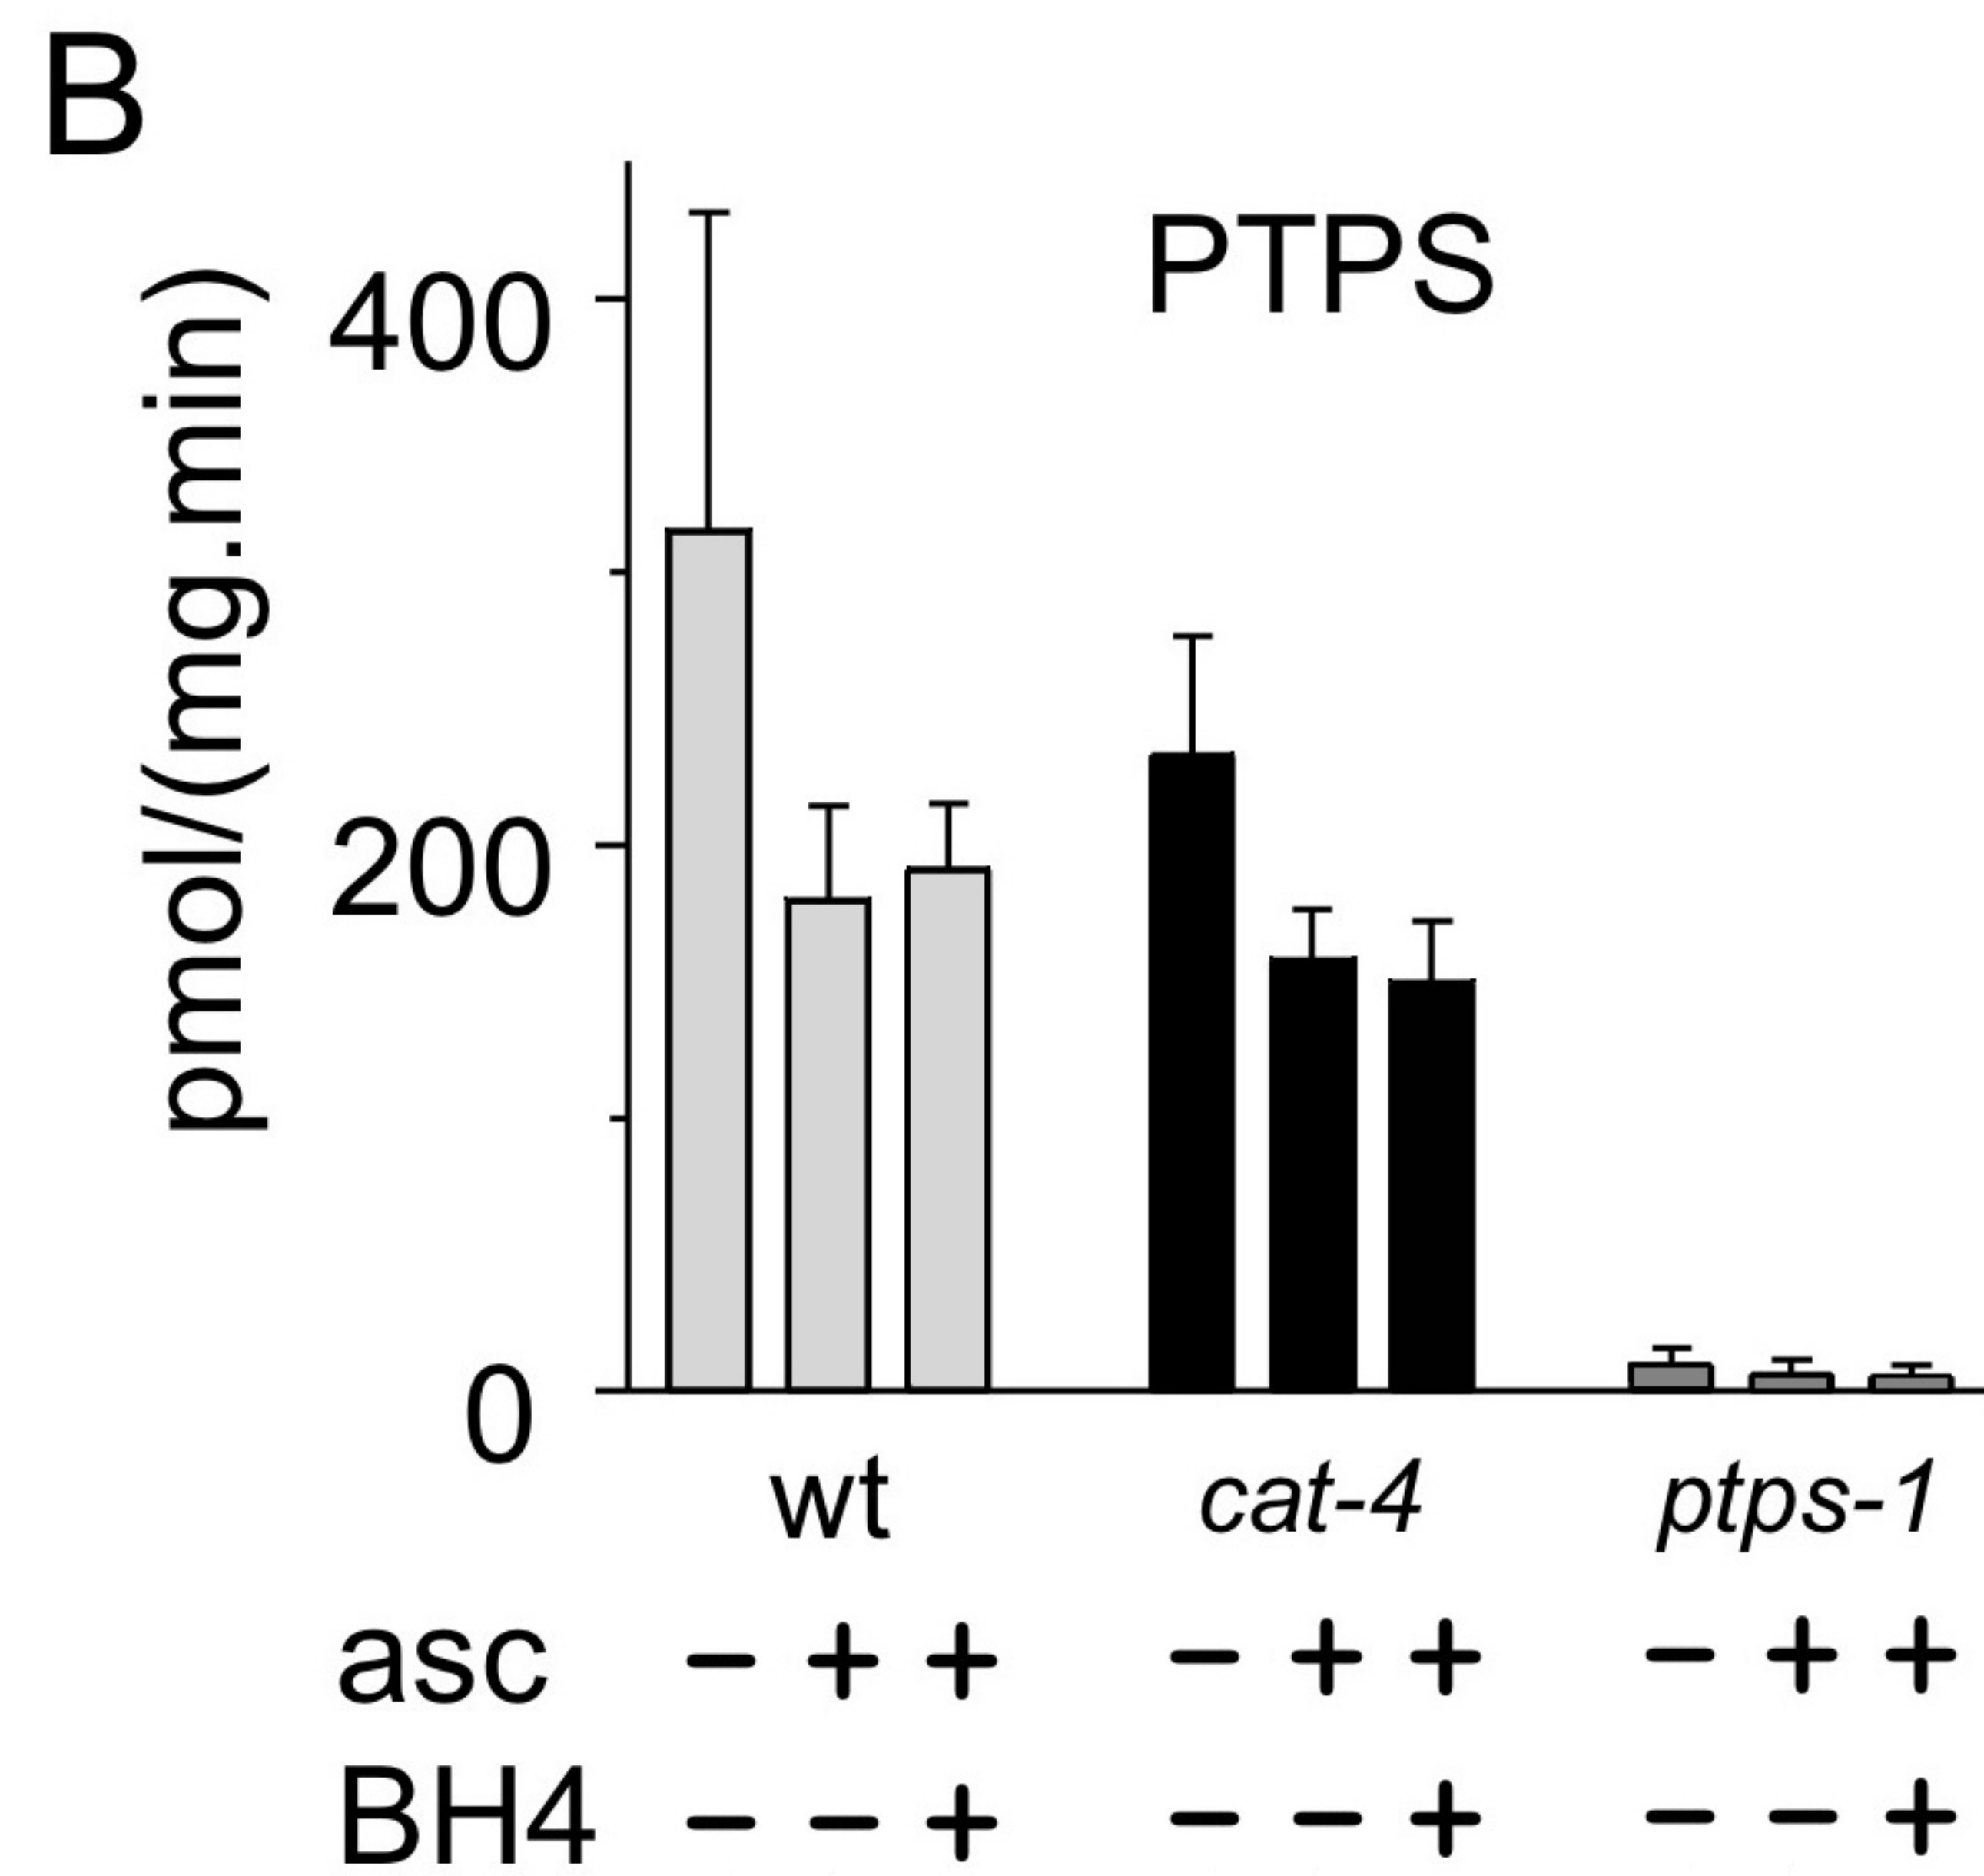 B
PTPS
pmol/(mg.min)
400
200
0
wt cat-4 ptps-1
asc − + + − + + − + +
BH4 − − + − − + − − +